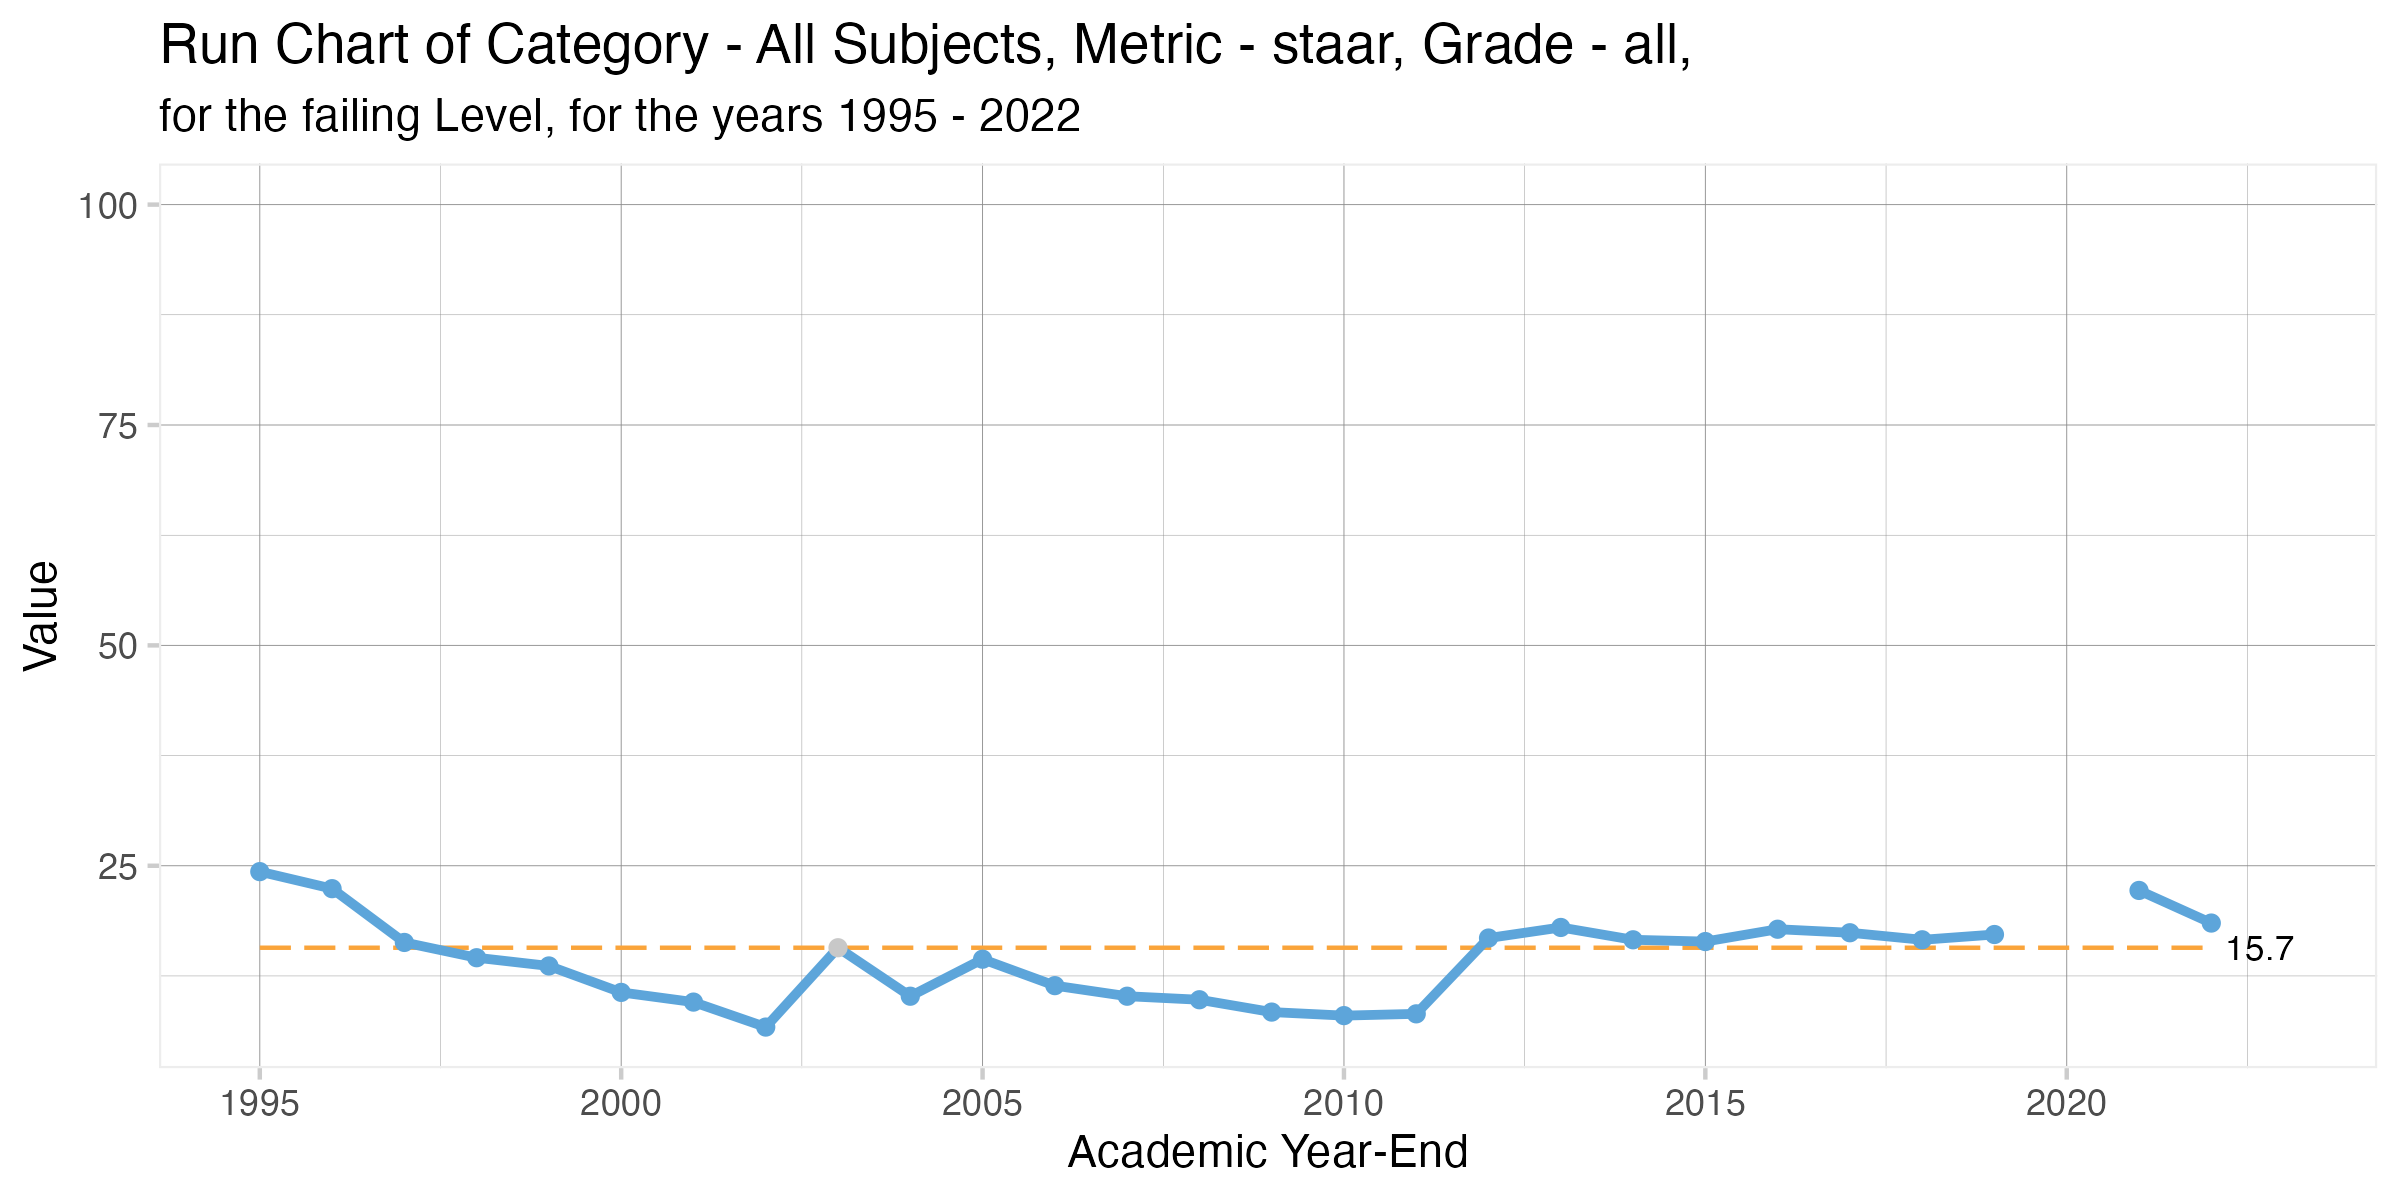 Run Chart of Category - All Subjects, Metric - staar, Grade - all,
for the failing Level, for the years 1995 - 2022
100
75
50
25
Value
15.7
1995 2000 2005 2010 2015 2020
Academic Year-End